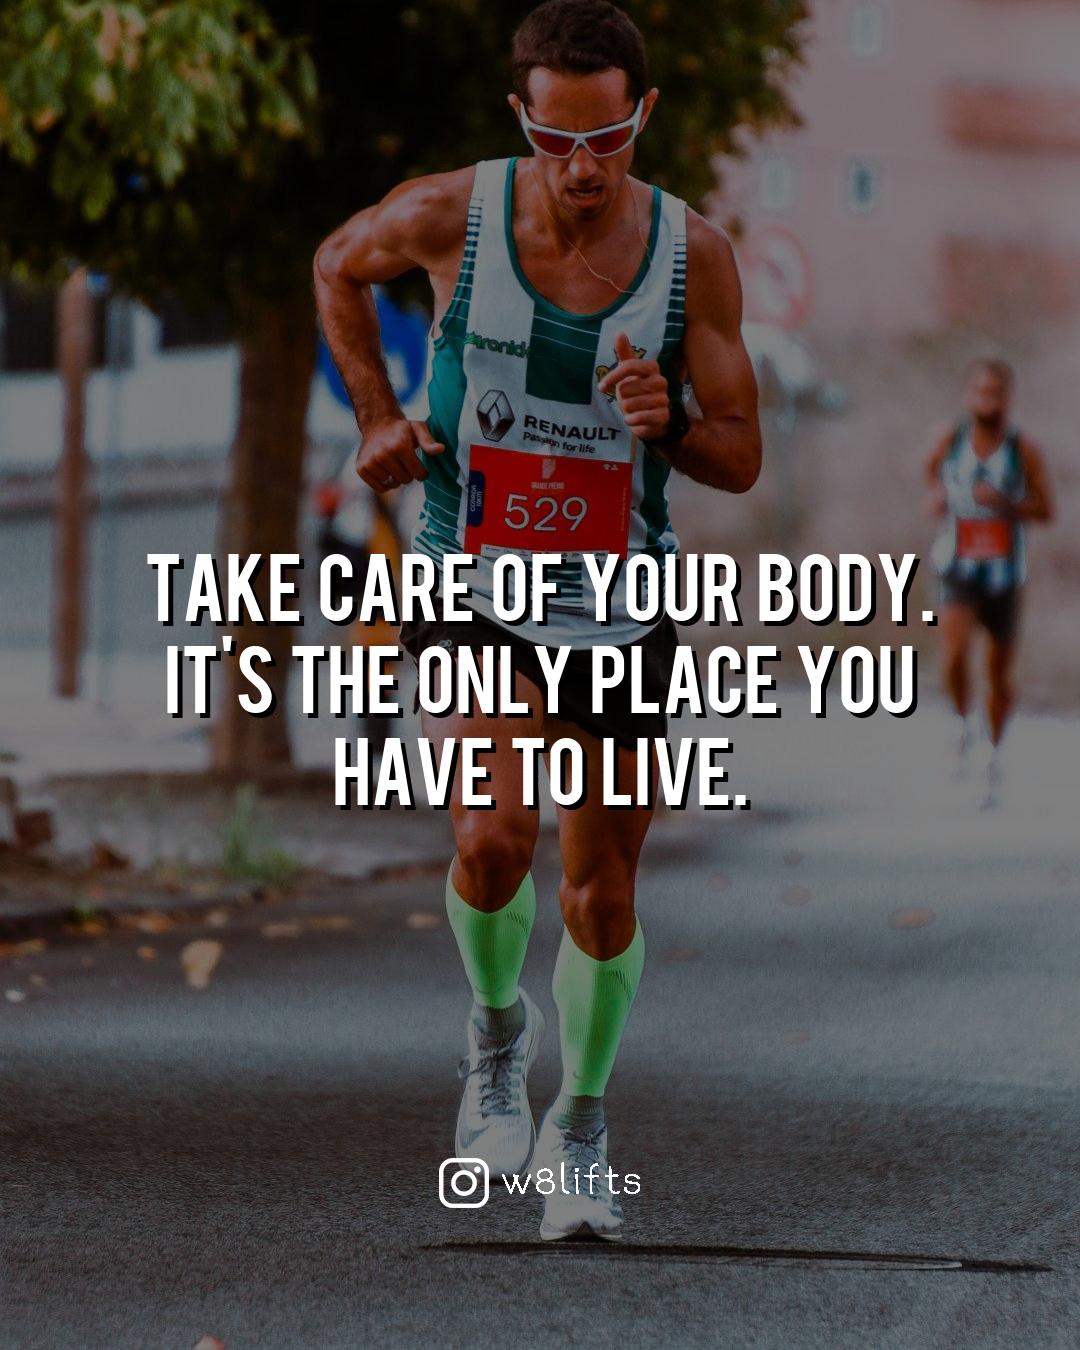 RENAULT
Passion for life
529
TAKE CARE OF YOUR BODY.
IT'S THE ONLY PLACE YOU
HAVE TO LIVE.
w8lifts